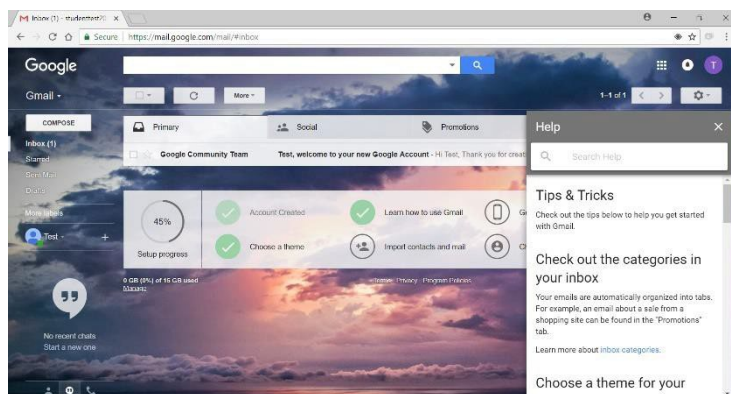 Inbox (1) - studenttest20
Secure https://mail.google.com/mail/#inbox
Google
Gmail
More
1–1 of 1
T
COMPOSE
Inbox (1)
Starred
Sent Mail
Drafts
More labels
Test
No recent chats
Start a new one
Primary
Social
Promotions
Google Community Team Test, welcome to your new Google Account - Hi Test, Thank you for creat
45%
Setup progress
Account Created
Learn how to use Gmail
Choose a theme
Import contacts and mail
0 GB (0%) of 15 GB used
Manage
Terms Privacy Program Policies
Help
Search Help
Tips & Tricks
Check out the tips below to help you get started
with Gmail.
Check out the categories in
your inbox
Your emails are automatically organized into tabs.
For example, an email about a sale from a
shopping site can be found in the "Promotions"
tab.
Learn more about inbox categories.
Choose a theme for your